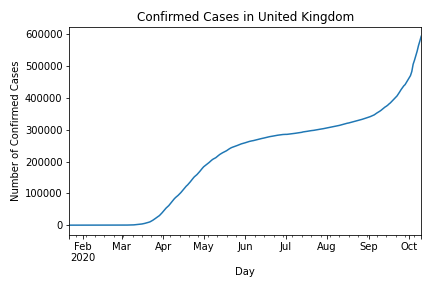 Confirmed Cases in United Kingdom
600000
500000
400000
300000
200000
100000
0
Number of Confirmed Cases
Feb Mar Apr May Jun Jul Aug Sep Oct
2020
Day